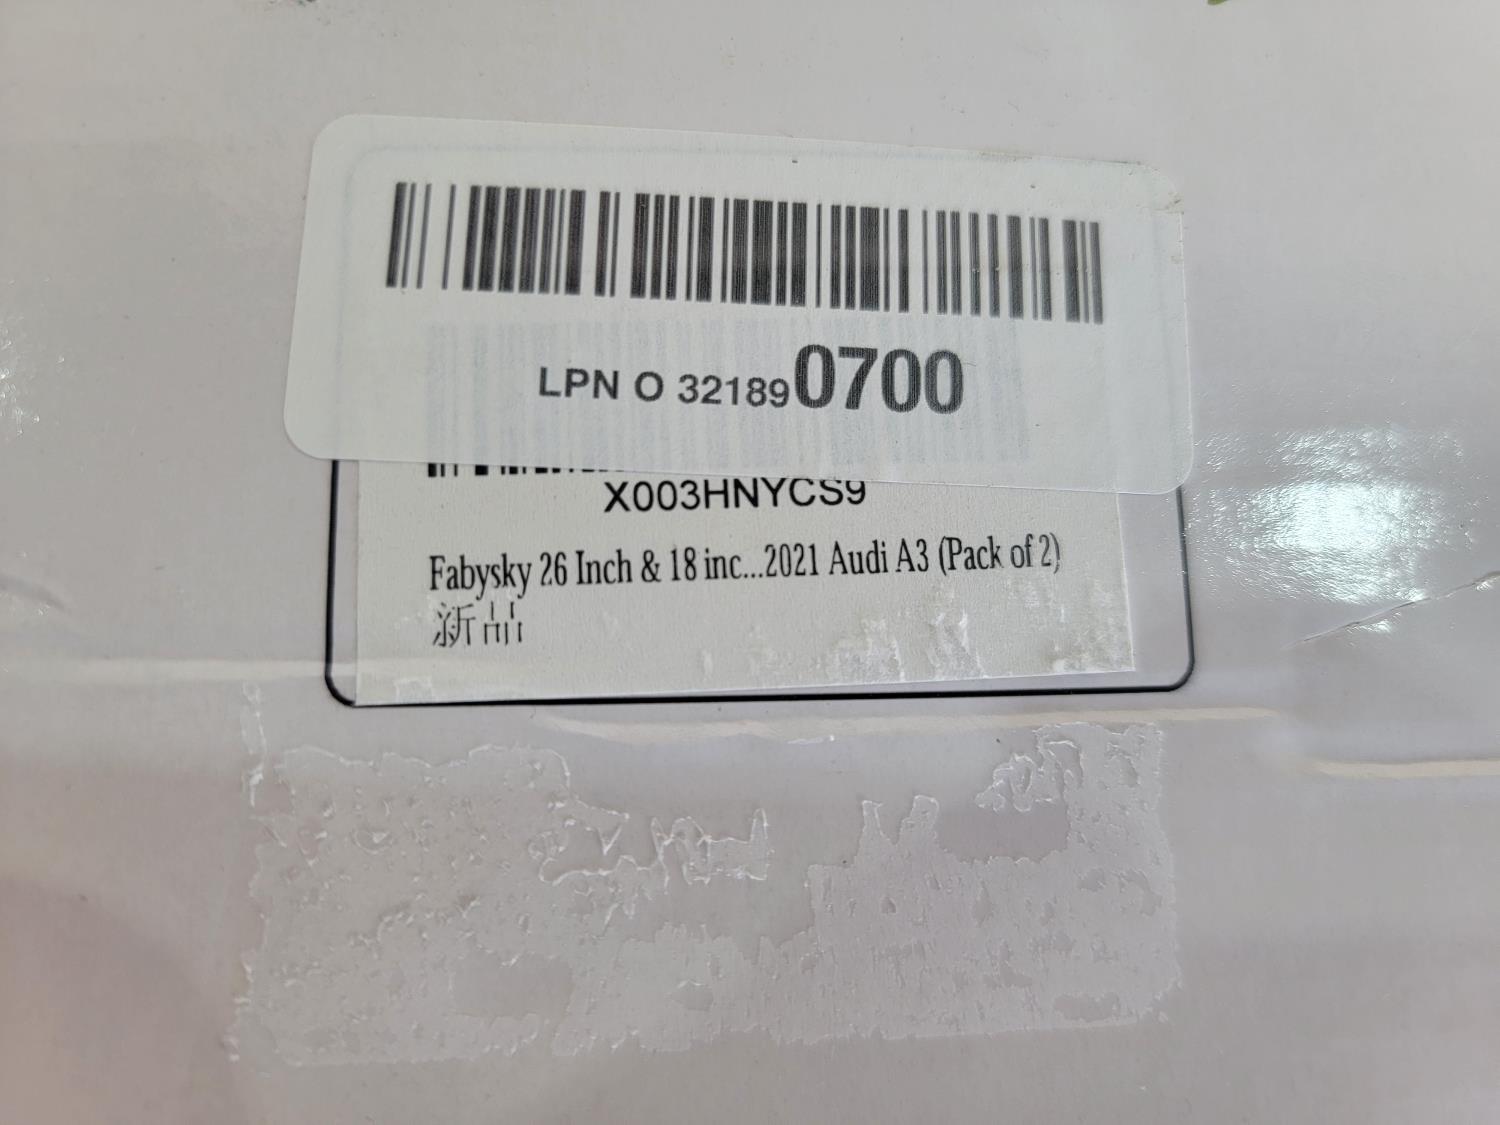 LPN O 321890700
X003HNYCS9
Fabysky 26 Inch & 18 inc...2021 Audi A3 (Pack of 2)
新品